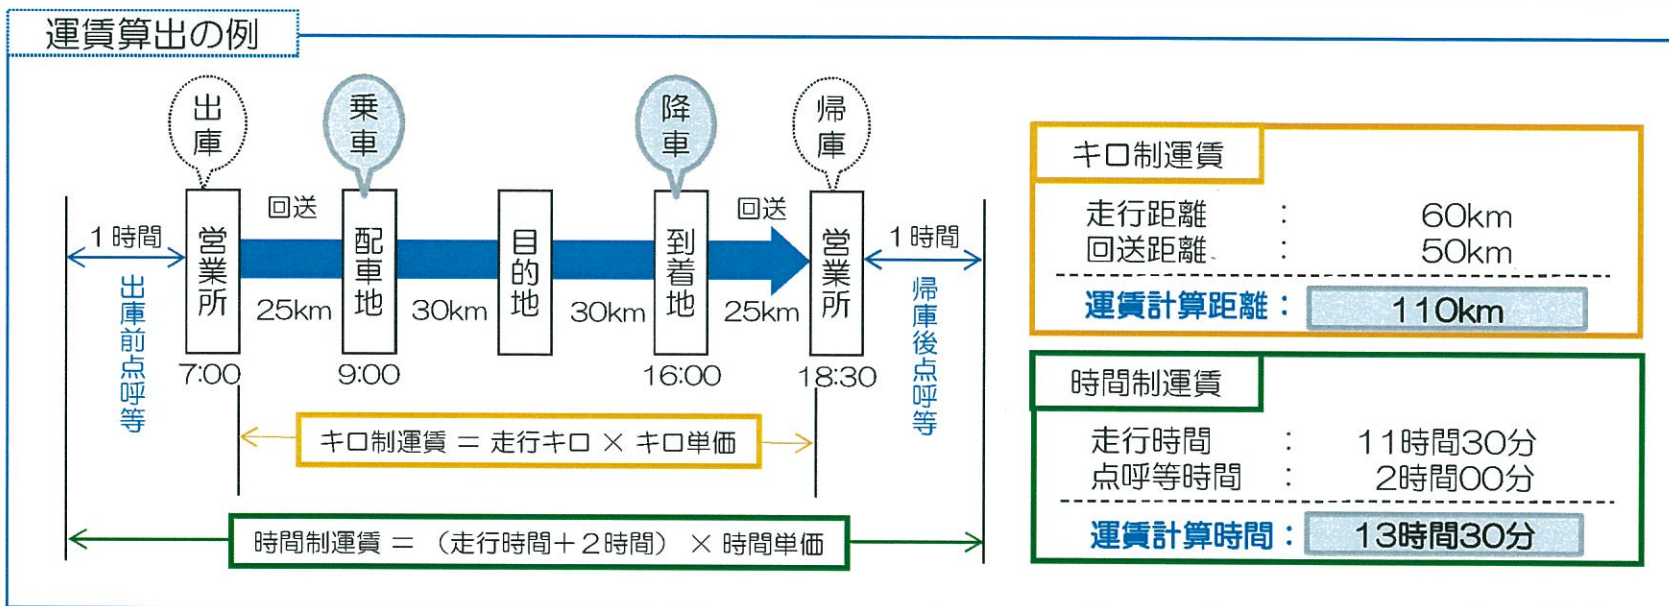 運賃算出の例
出庫
乗車
降車
帰庫
回送
回送
1時間
営業所
配車地
目的地
到着地
営業所
1時間
出庫前点呼等
25km
30km
30km
25km
帰庫後点呼等
7:00
9:00
16:00
18:30
キロ制運賃 = 走行キロ × キロ単価
時間制運賃 = (走行時間+2時間) × 時間単価
キロ制運賃
走行距離 : 60km
回送距離 : 50km
運賃計算距離: 110km
時間制運賃
走行時間 : 11時間30分
点呼等時間 : 2時間00分
運賃計算時間: 13時間30分